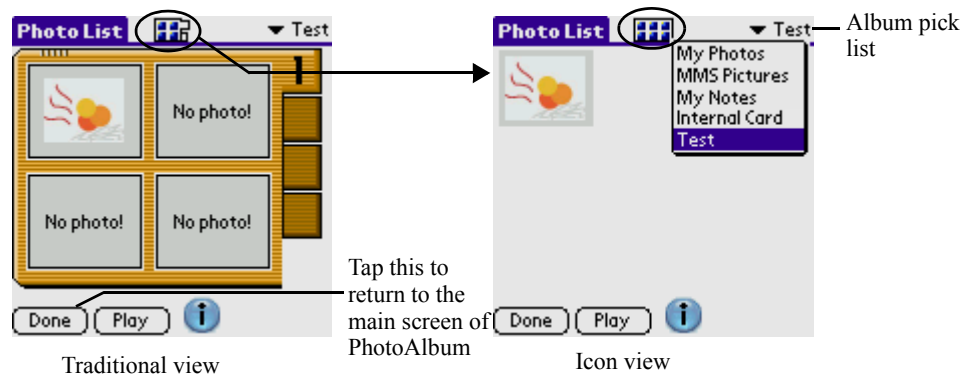 Photo List
Test
1
No photo!
No photo!
No photo!
Done
Play
i
Traditional view
Tap this to
return to the
main screen of
PhotoAlbum
Photo List
Test
My Photos
MMS Pictures
My Notes
Internal Card
Test
Done
Play
i
Icon view
Album pick
list